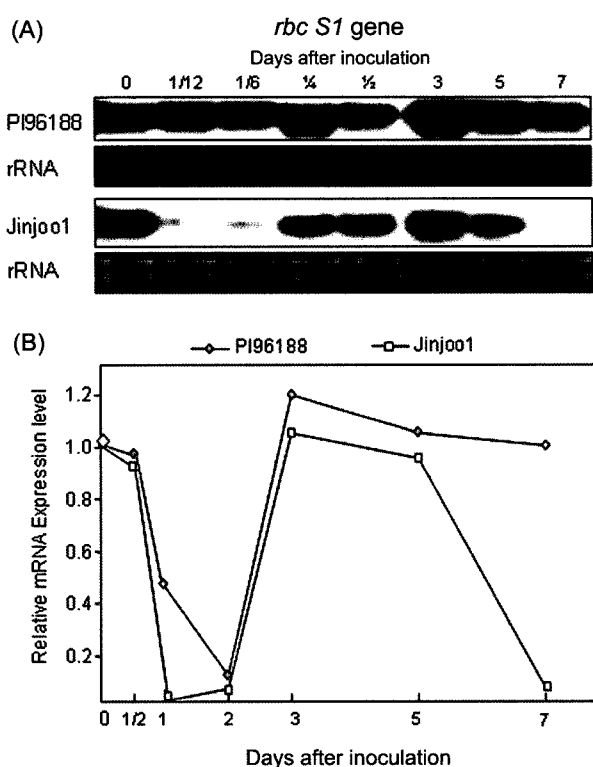 (A)
rbc S1 gene
Days after inoculation
0 1/12 1/6 ¼ ½ 3 5 7
PI96188
rRNA
Jinjoo1
rRNA
(B)
PI96188 Jinjoo1
Relative mRNA Expression level
1.2
1.0
0.8
0.6
0.4
0.2
0 1/2 1 2 3 5 7
Days after inoculation